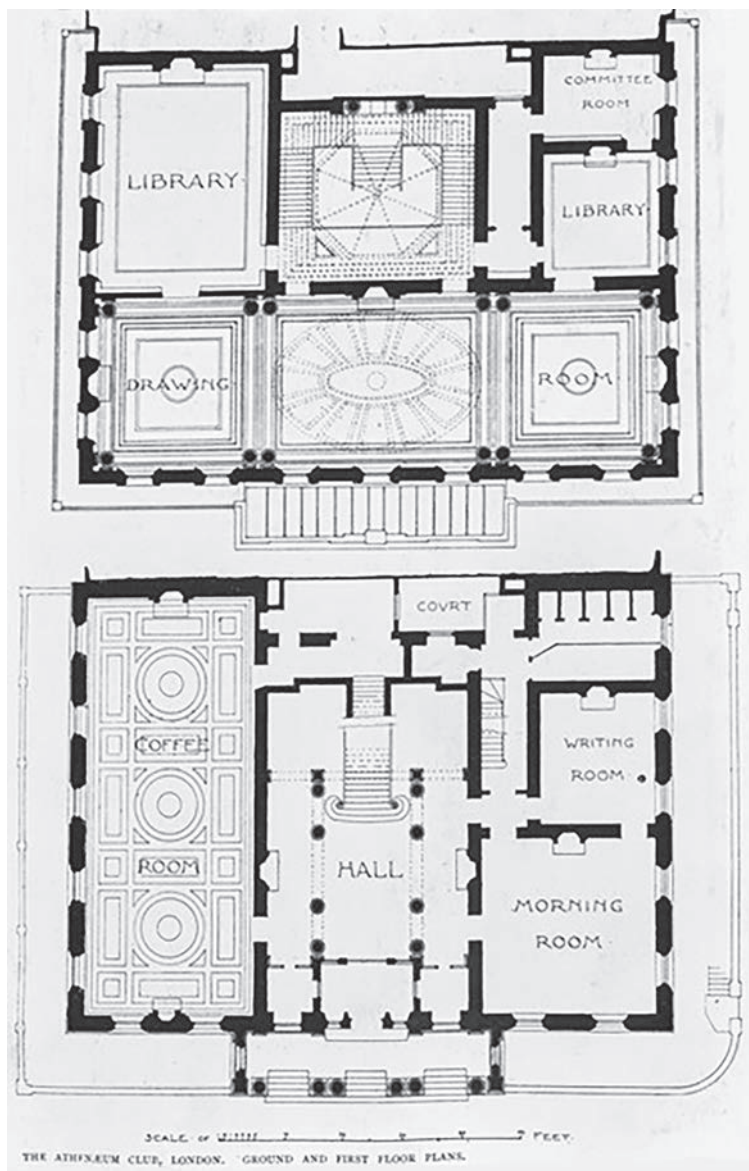 COMMITTEE
ROOM
LIBRARY
LIBRARY
DRAWING
ROOM
COURT
COFFEE
WRITING
ROOM
ROOM
HALL
MORNING
ROOM
SCALE OF
FEET.
THE ATHENÆUM CLUB, LONDON. GROUND AND FIRST FLOOR PLANS.